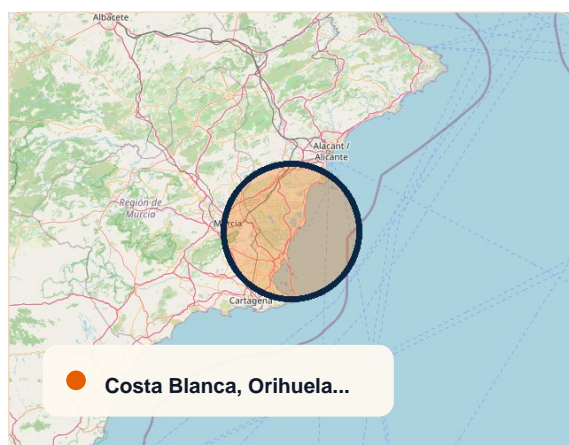 Albacete
Alacant /
Alicante
Región de
Murcia
Murcia
Cartagena
Costa Blanca, Orihuela...